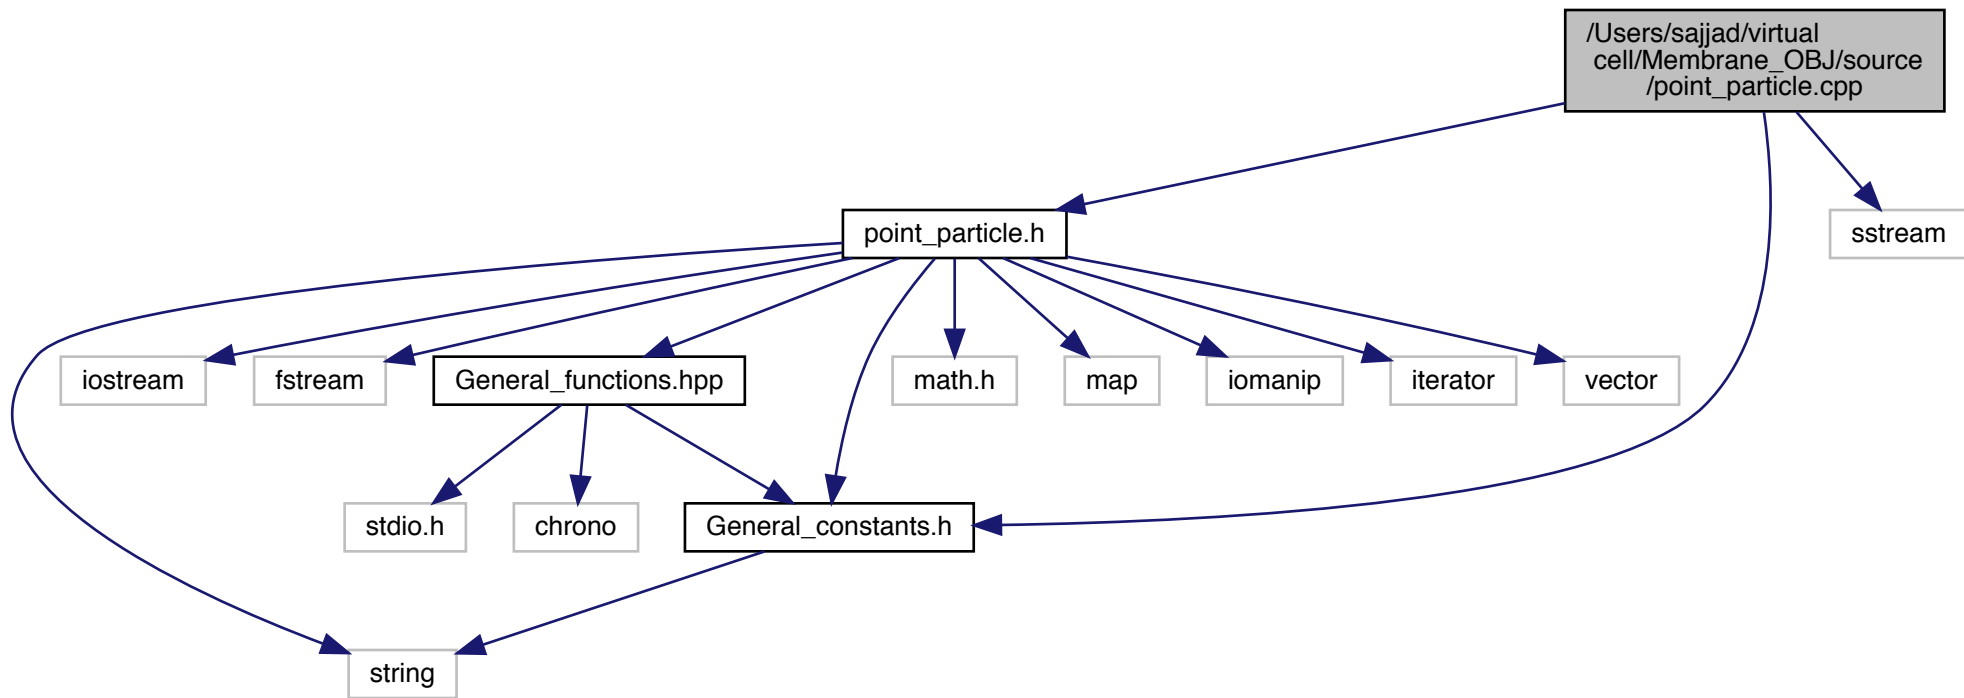 /Users/sajjad/virtual
cell/Membrane_OBJ/source
/point_particle.cpp
point_particle.h
sstream
iostream
fstream
General_functions.hpp
math.h
map
iomanip
iterator
vector
stdio.h
chrono
General_constants.h
string